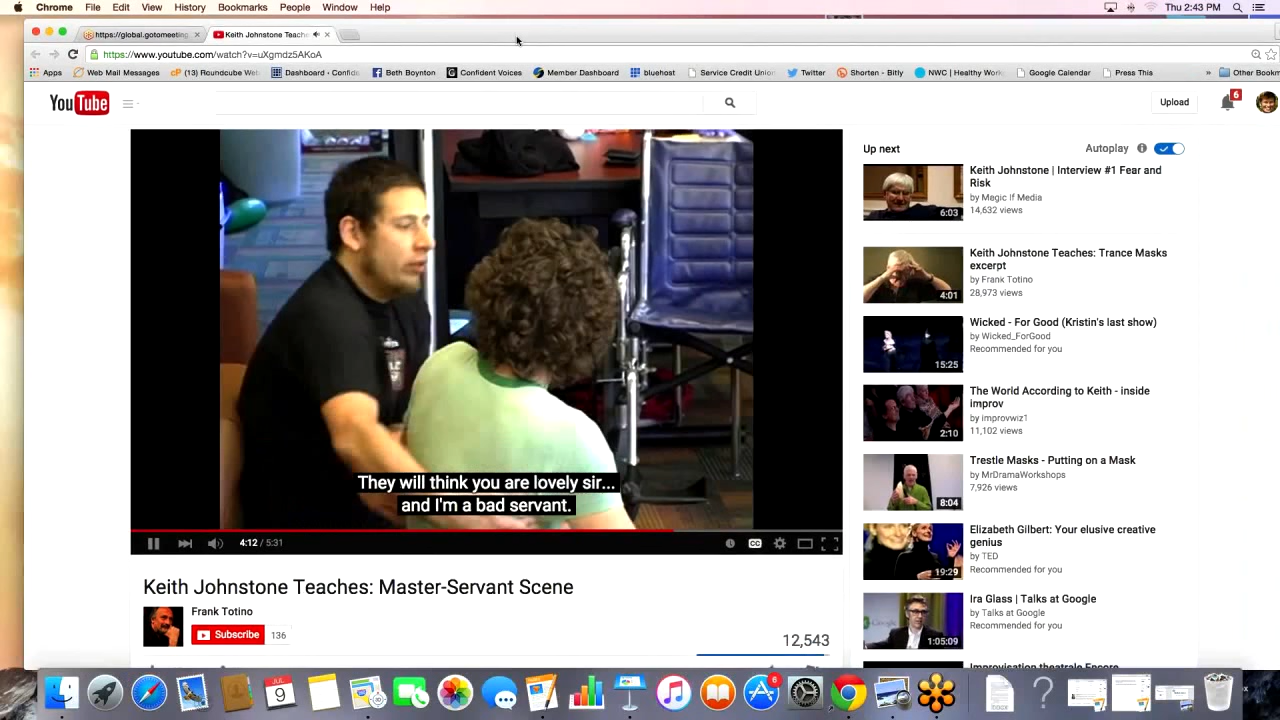 Chrome File Edit View History Bookmarks People Window Help Thu 2:43 PM
https://global.gotomeeting Keith Johnstone Teach
https://www.youtube.com/watch?v=uXgmdz5AKoA
Apps Web Mail Messages (13) Roundcube We Dashboard ‹ Confid Beth Boynton Confident Voices Member Dashboard bluehost Service Credit Union Twitter Shorten - Bitly NWC | Healthy Work Google Calendar Press This » Other Bookm
YouTube Upload 6
Up next Autoplay
Keith Johnstone | Interview #1 Fear and
Risk
by Magic If Media
14,632 views
6:03
Keith Johnstone Teaches: Trance Masks
excerpt
by Frank Totino
28,973 views
4:01
Wicked - For Good (Kristin's last show)
by Wicked_ForGood
Recommended for you
15:25
The World According to Keith - inside
improv
by improvwiz1
11,102 views
2:10
Trestle Masks - Putting on a Mask
by MrDramaWorkshops
7,926 views
8:04
Elizabeth Gilbert: Your elusive creative
genius
by TED
Recommended for you
19:29
Ira Glass | Talks at Google
by Talks at Google
Recommended for you
1:05:09
Improvisation theatrale Encore
They will think you are lovely sir...
and I'm a bad servant.
4:12 / 5:31 CC
Keith Johnstone Teaches: Master-Servant Scene
Frank Totino
Subscribe 136
12,543
JUL
9
6